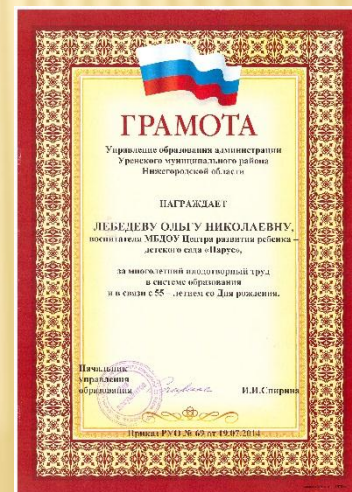 ГРАМОТА
Управление образования администрации
Уренского муниципального района
Нижегородской области
НАГРАЖДАЕТ
ЛЕБЕДЕВУ ОЛЬГУ НИКОЛАЕВНУ,
воспитателя МБДОУ Центра развития ребенка –
детского сада «Парус»,
за многолетний плодотворный труд
в системе образования
и в связи с 55 – летием со Дня рождения.
Начальник
управления
образования И.И.Спирина
Приказ РУО № 69 от 19.07.2014